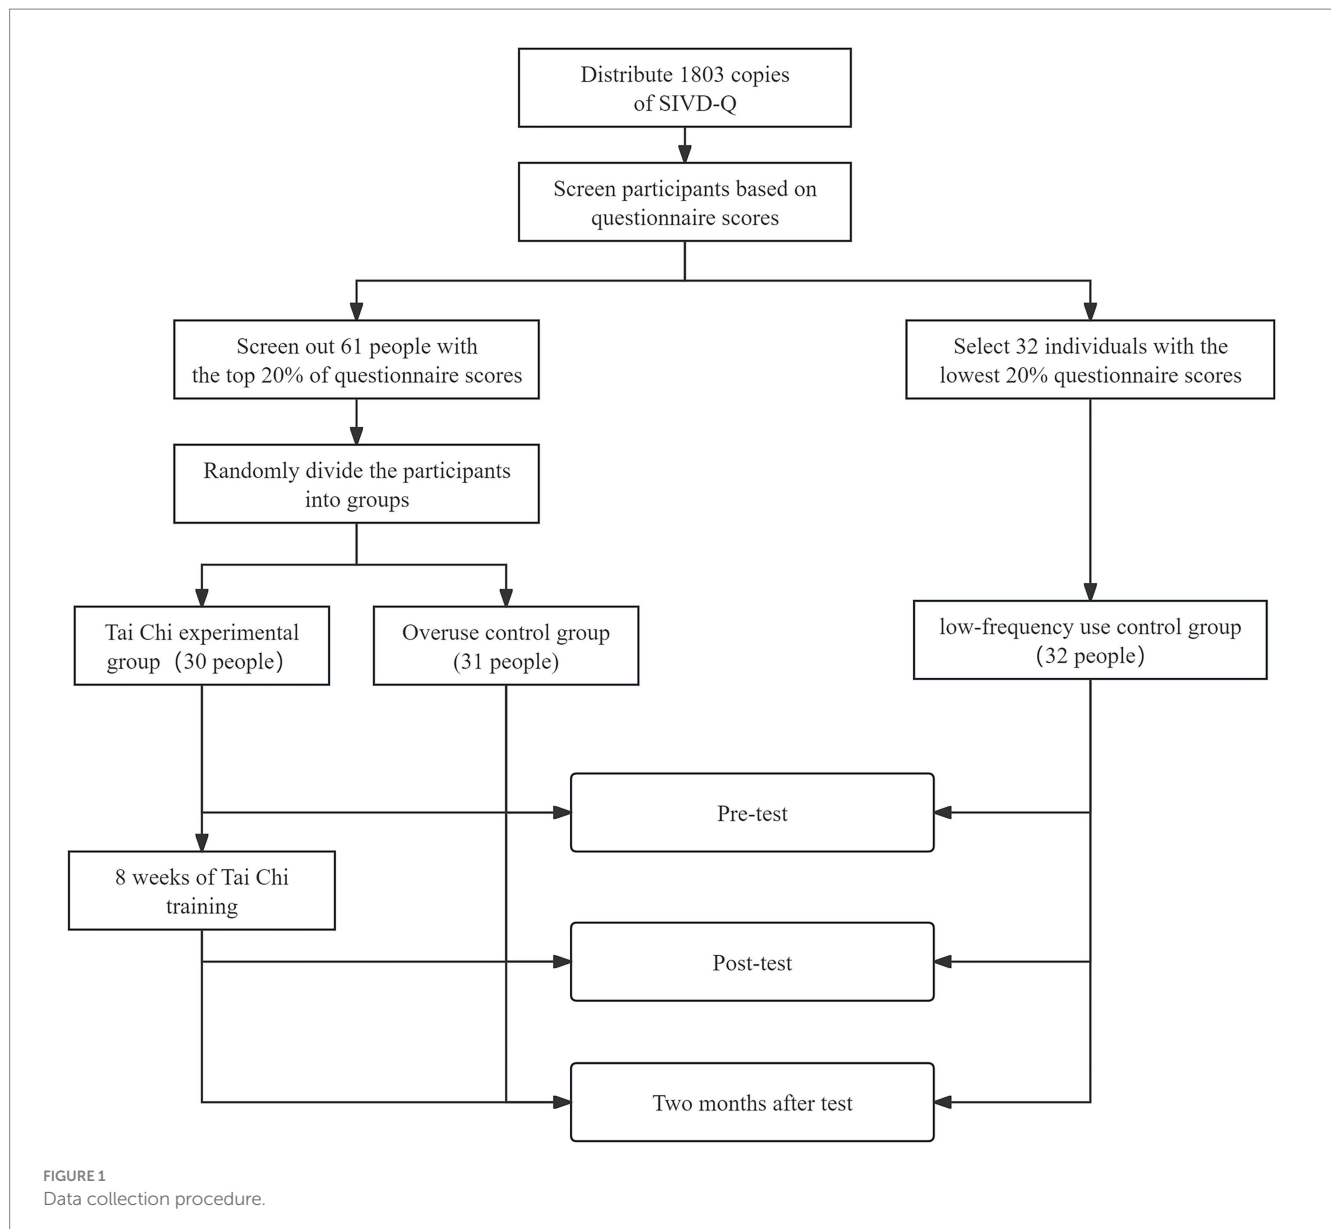 Distribute 1803 copies
of SIVD-Q
Screen participants based on
questionnaire scores
Screen out 61 people with
the top 20% of questionnaire scores
Select 32 individuals with the
lowest 20% questionnaire scores
Randomly divide the participants
into groups
Tai Chi experimental
group（30 people）
Overuse control group
(31 people)
low-frequency use control group
（32 people）
Pre-test
8 weeks of Tai Chi
training
Post-test
Two months after test
FIGURE 1
Data collection procedure.